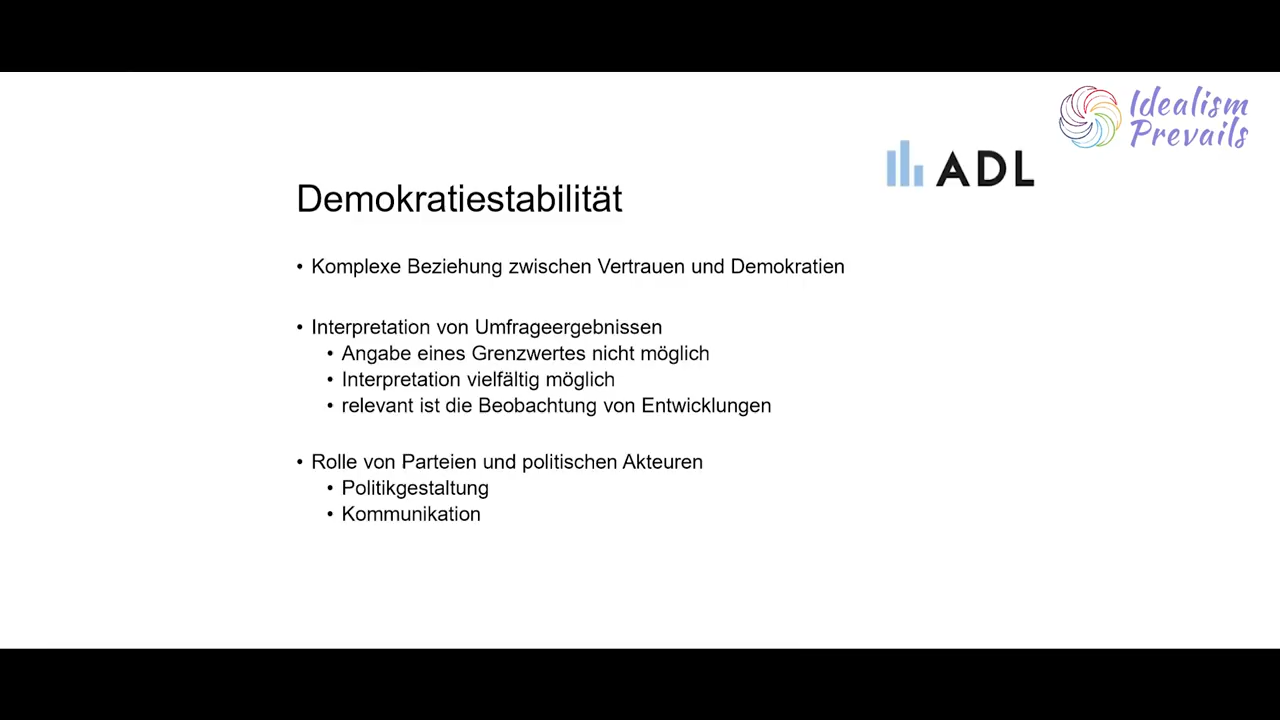 Idealism
Prevails
ADL
Demokratiestabilität
• Komplexe Beziehung zwischen Vertrauen und Demokratien
• Interpretation von Umfrageergebnissen
• Angabe eines Grenzwertes nicht möglich
• Interpretation vielfältig möglich
• relevant ist die Beobachtung von Entwicklungen
• Rolle von Parteien und politischen Akteuren
• Politikgestaltung
• Kommunikation